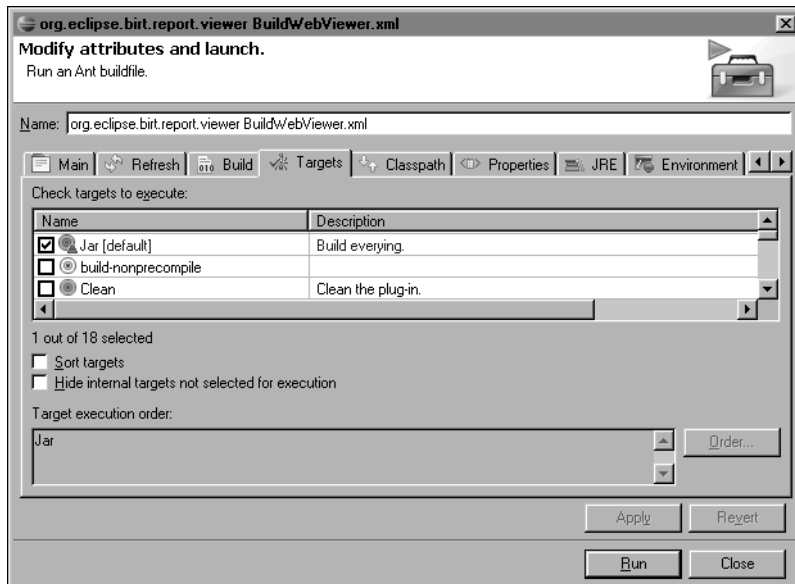 org.eclipse.birt.report.viewer BuildWebViewer.xml
Modify attributes and launch.
Run an Ant buildfile.
Name: org.eclipse.birt.report.viewer BuildWebViewer.xml
Main Refresh Build Targets Classpath Properties JRE Environment
Check targets to execute:
Name Description
Jar [default] Build everying.
build-nonprecompile
Clean Clean the plug-in.
1 out of 18 selected
Sort targets
Hide internal targets not selected for execution
Target execution order:
Jar
Order...
Apply Revert
Run Close